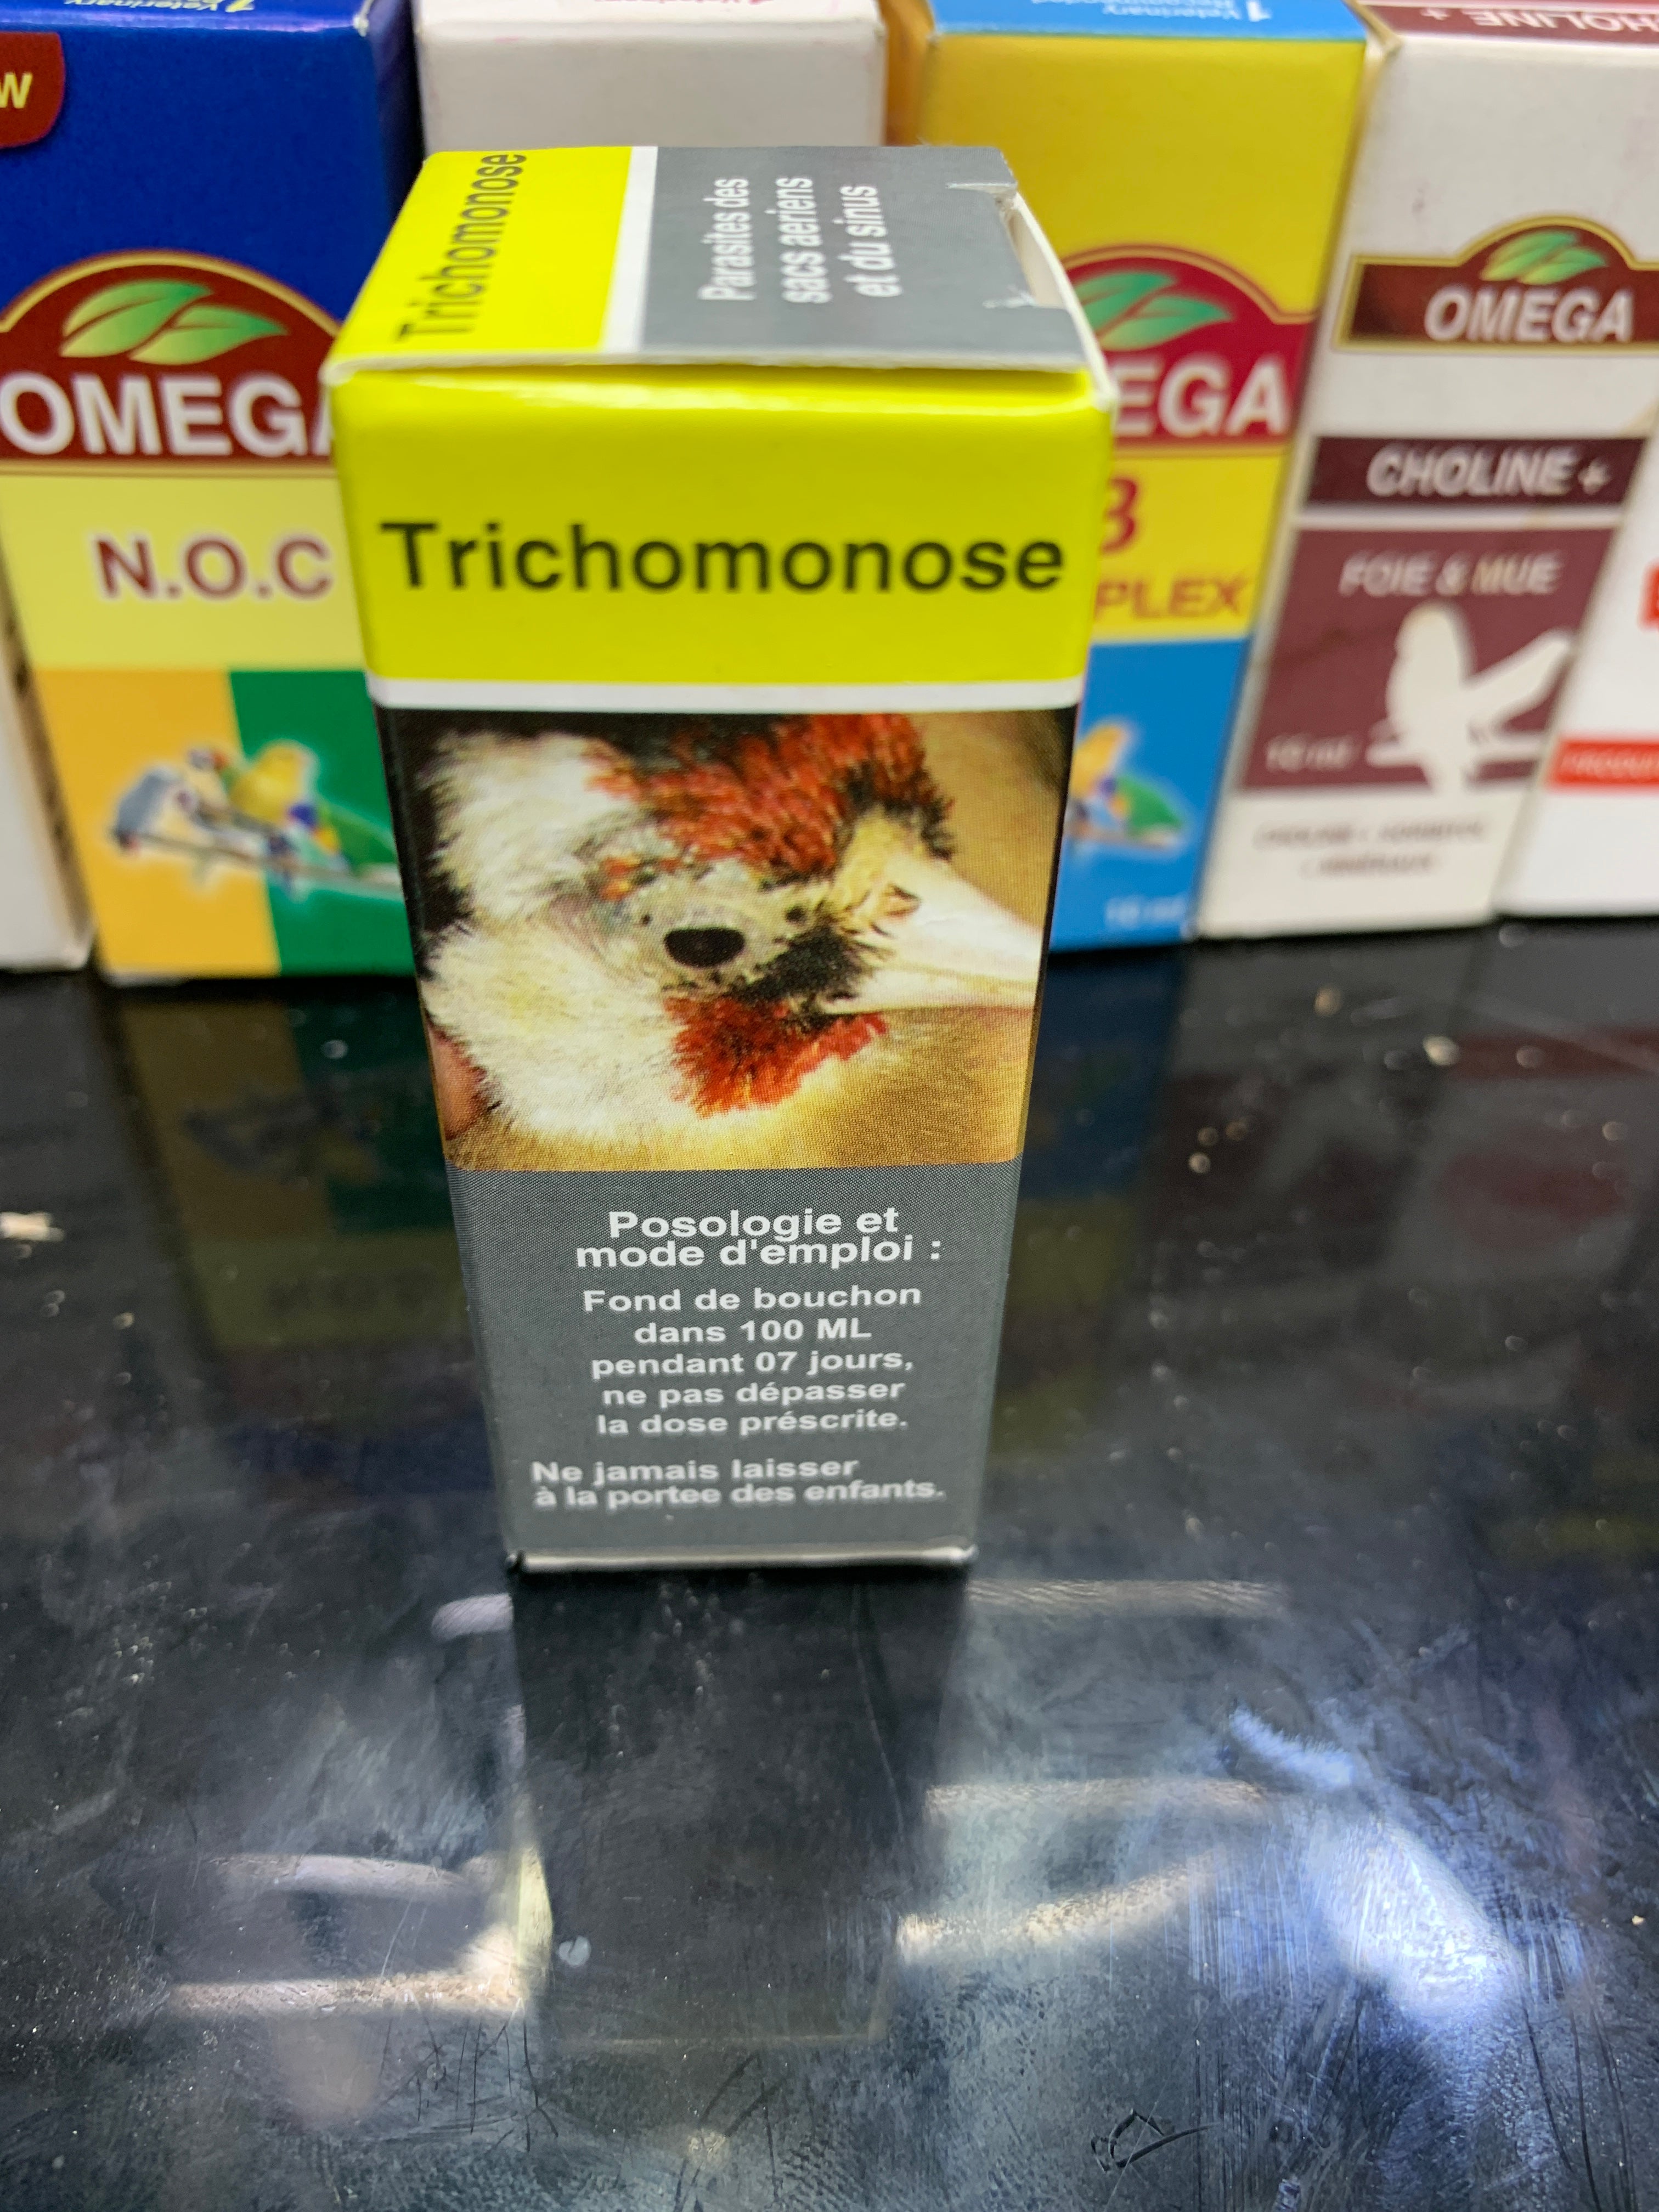 Trichomonose
Parasites des
sacs aeriens
et du sinus
Trichomonose
Posologie et
mode d'emploi :
Fond de bouchon
dans 100 ML
pendant 07 jours,
ne pas dépasser
la dose préscrite.
Ne jamais laisser
à la portee des enfants.
OMEGA
N.O.C
EGA
PLEX
OMEGA
CHOLINE +
FOIE & MUE